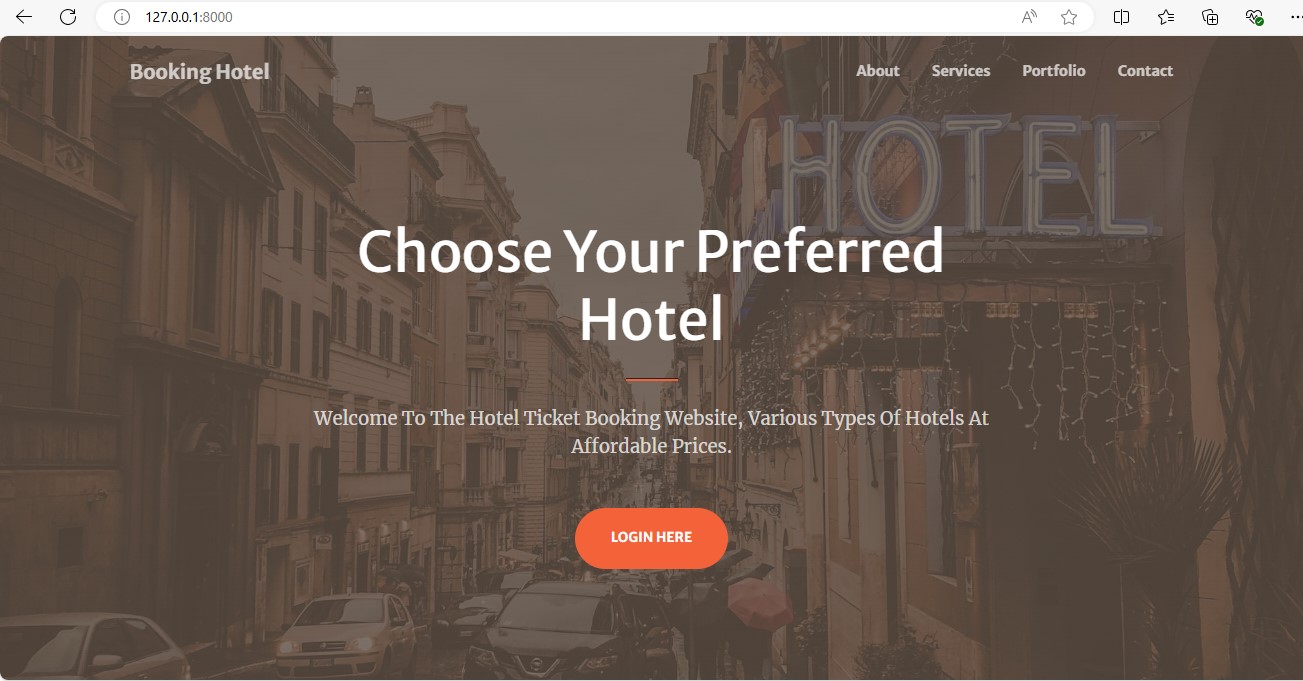 127.0.0.1:8000
Booking Hotel
About Services Portfolio Contact
HOTEL
Choose Your Preferred
Hotel
Welcome To The Hotel Ticket Booking Website, Various Types Of Hotels At
Affordable Prices.
LOGIN HERE